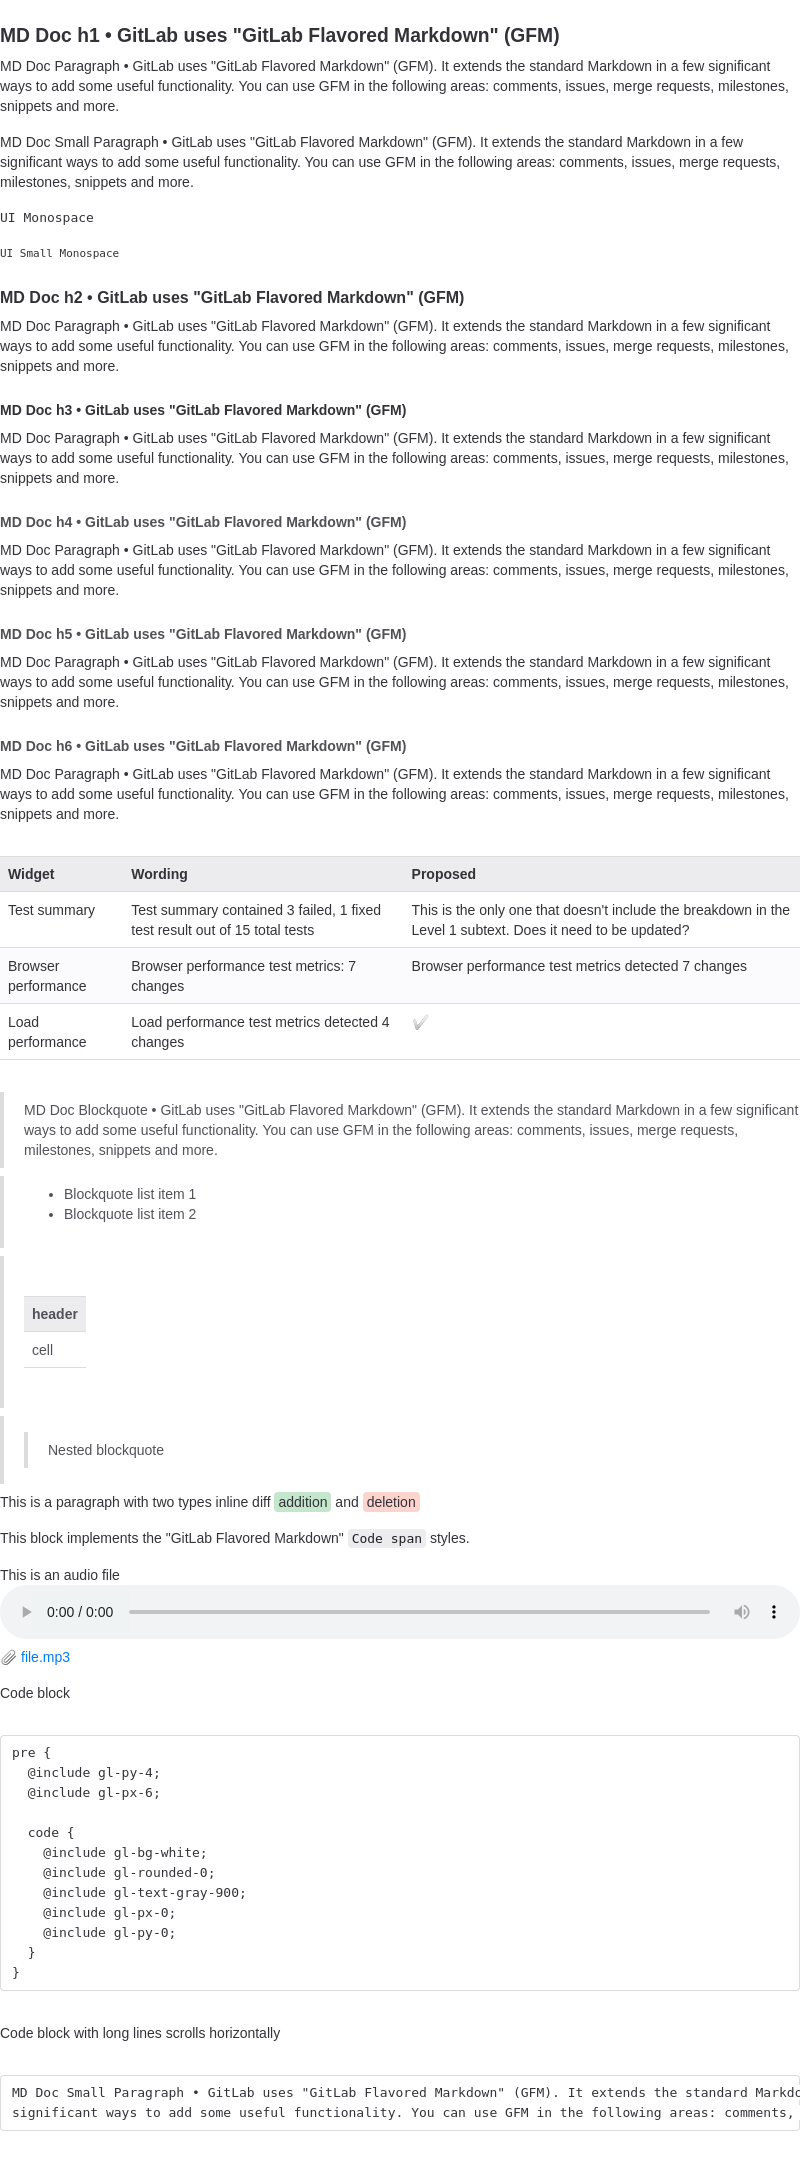 MD Doc h1 • GitLab uses "GitLab Flavored Markdown" (GFM)
MD Doc Paragraph • GitLab uses "GitLab Flavored Markdown" (GFM). It extends the standard Markdown in a few significant
ways to add some useful functionality. You can use GFM in the following areas: comments, issues, merge requests, milestones,
snippets and more.
MD Doc Small Paragraph • GitLab uses "GitLab Flavored Markdown" (GFM). It extends the standard Markdown in a few
significant ways to add some useful functionality. You can use GFM in the following areas: comments, issues, merge requests,
milestones, snippets and more.
UI Monospace
UI Small Monospace
MD Doc h2 • GitLab uses "GitLab Flavored Markdown" (GFM)
MD Doc Paragraph • GitLab uses "GitLab Flavored Markdown" (GFM). It extends the standard Markdown in a few significant
ways to add some useful functionality. You can use GFM in the following areas: comments, issues, merge requests, milestones,
snippets and more.
MD Doc h3 • GitLab uses "GitLab Flavored Markdown" (GFM)
MD Doc Paragraph • GitLab uses "GitLab Flavored Markdown" (GFM). It extends the standard Markdown in a few significant
ways to add some useful functionality. You can use GFM in the following areas: comments, issues, merge requests, milestones,
snippets and more.
MD Doc h4 • GitLab uses "GitLab Flavored Markdown" (GFM)
MD Doc Paragraph • GitLab uses "GitLab Flavored Markdown" (GFM). It extends the standard Markdown in a few significant
ways to add some useful functionality. You can use GFM in the following areas: comments, issues, merge requests, milestones,
snippets and more.
MD Doc h5 • GitLab uses "GitLab Flavored Markdown" (GFM)
MD Doc Paragraph • GitLab uses "GitLab Flavored Markdown" (GFM). It extends the standard Markdown in a few significant
ways to add some useful functionality. You can use GFM in the following areas: comments, issues, merge requests, milestones,
snippets and more.
MD Doc h6 • GitLab uses "GitLab Flavored Markdown" (GFM)
MD Doc Paragraph • GitLab uses "GitLab Flavored Markdown" (GFM). It extends the standard Markdown in a few significant
ways to add some useful functionality. You can use GFM in the following areas: comments, issues, merge requests, milestones,
snippets and more.
Widget Wording Proposed
Test summary Test summary contained 3 failed, 1 fixed This is the only one that doesn't include the breakdown in the
test result out of 15 total tests Level 1 subtext. Does it need to be updated?
Browser Browser performance test metrics: 7 Browser performance test metrics detected 7 changes
performance changes
Load Load performance test metrics detected 4 ✔
performance changes
MD Doc Blockquote • GitLab uses "GitLab Flavored Markdown" (GFM). It extends the standard Markdown in a few significant
ways to add some useful functionality. You can use GFM in the following areas: comments, issues, merge requests,
milestones, snippets and more.
• Blockquote list item 1
• Blockquote list item 2
header
cell
Nested blockquote
This is a paragraph with two types inline diff addition and deletion
This block implements the "GitLab Flavored Markdown" Code span styles.
This is an audio file
0:00 / 0:00
file.mp3
Code block
pre {
  @include gl-py-4;
  @include gl-px-6;
  code {
    @include gl-bg-white;
    @include gl-rounded-0;
    @include gl-text-gray-900;
    @include gl-px-0;
    @include gl-py-0;
  }
}
Code block with long lines scrolls horizontally
MD Doc Small Paragraph • GitLab uses "GitLab Flavored Markdown" (GFM). It extends the standard Markdo
significant ways to add some useful functionality. You can use GFM in the following areas: comments,